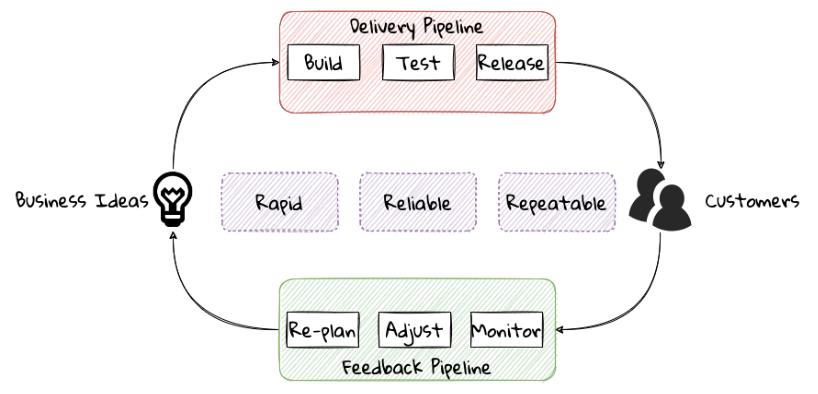 Delivery Pipeline
Build Test Release
Business Ideas Rapid Reliable Repeatable Customers
Re-plan Adjust Monitor
Feedback Pipeline